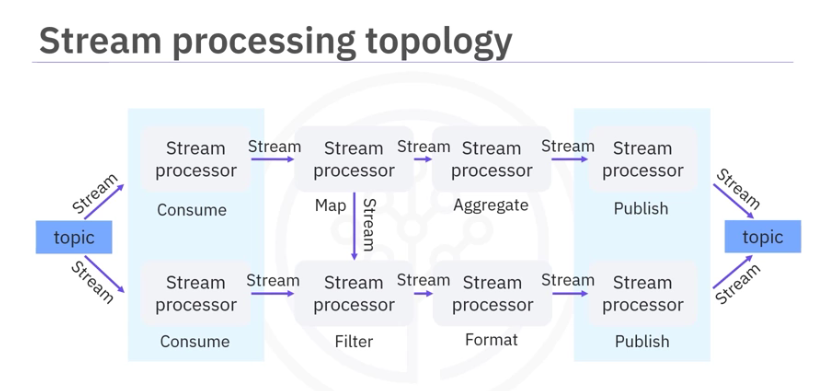 Stream processing topology
Stream
processor
Consume
Stream
Stream
processor
Map
Stream
Stream
processor
Aggregate
Stream
Stream
processor
Publish
Stream
topic
Stream
Stream
topic
Stream
Stream
processor
Consume
Stream
Stream
processor
Filter
Stream
Stream
processor
Format
Stream
Stream
processor
Publish
Stream